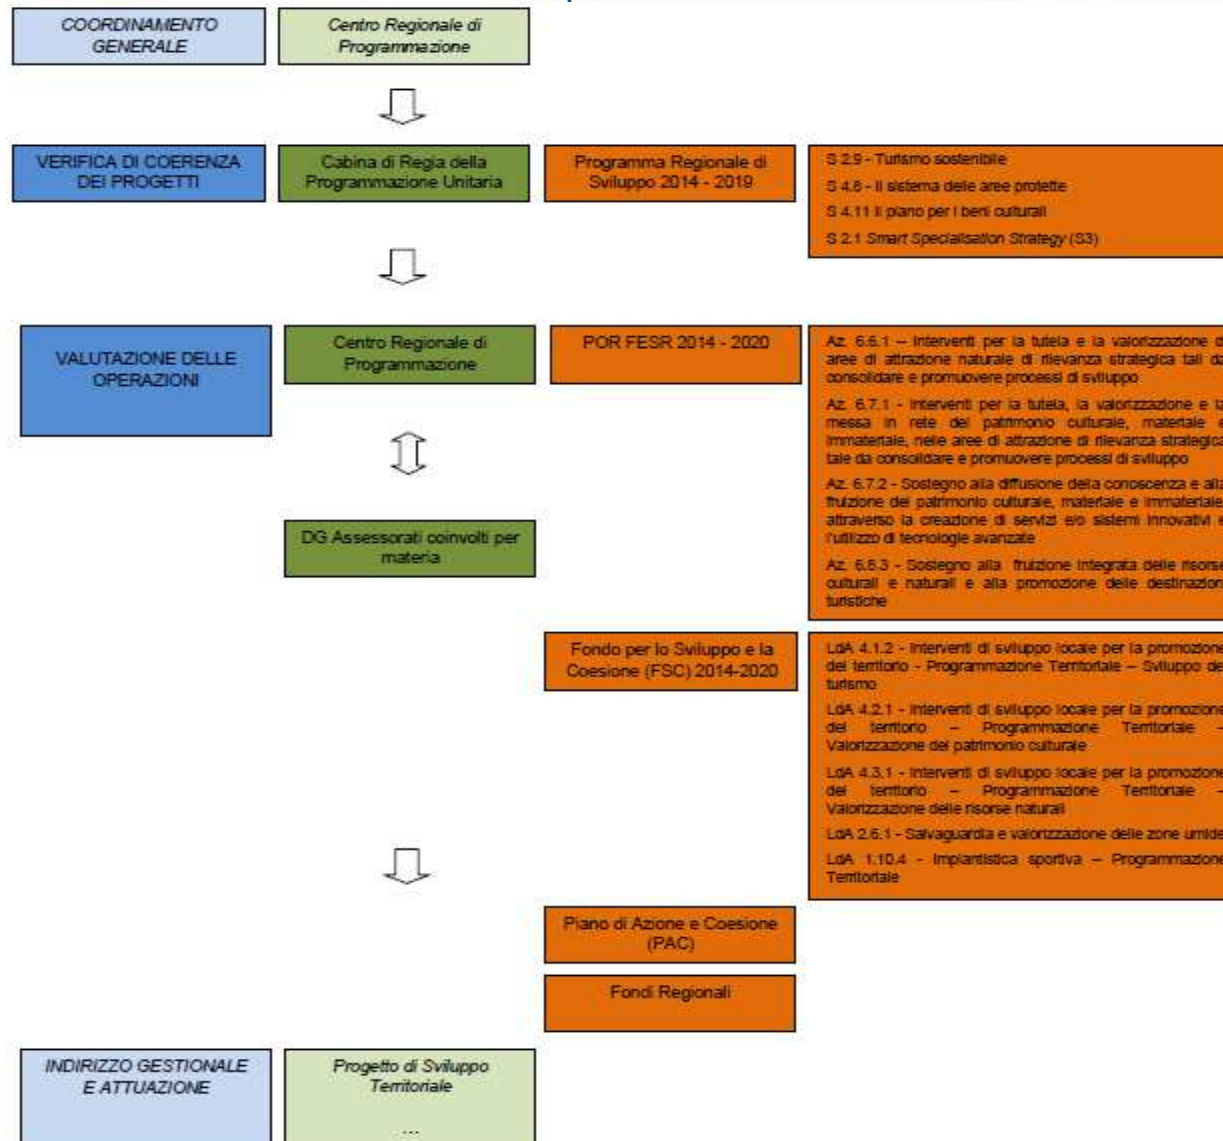 COORDINAMENTO
GENERALE
Centro Regionale di
Programmazione
VERIFICA DI COERENZA
DEI PROGETTI
Cabina di Regia della
Programmazione Unitaria
Programma Regionale di
Sviluppo 2014 - 2019
S 2.9 - Turismo sostenibile
S 4.8 - Il sistema delle aree protette
S 4.11 Il piano per i beni culturali
S 2.1 Smart Specialisation Strategy (S3)
VALUTAZIONE DELLE
OPERAZIONI
Centro Regionale di
Programmazione
POR FESR 2014 - 2020
Az. 6.6.1 – Interventi per la tutela e la valorizzazione d
aree di attrazione naturale di rilevanza strategica tali da
consolidare e promuovere processi di sviluppo
Az. 6.7.1 - Interventi per la tutela, la valorizzazione e la
messa in rete del patrimonio culturale, materiale e
immateriale, nelle aree di attrazione di rilevanza strategica
tale da consolidare e promuovere processi di sviluppo
Az. 6.7.2 - Sostegno alla diffusione della conoscenza e alla
fruizione del patrimonio culturale, materiale e immateriale,
attraverso la creazione di servizi e/o sistemi innovativi e
l'utilizzo di tecnologie avanzate
Az. 6.8.3 - Sostegno alla fruizione integrata delle risorse
culturali e naturali e alla promozione delle destinazion
turistiche
DG Assessorati coinvolti per
materia
Fondo per lo Sviluppo e la
Coesione (FSC) 2014-2020
LdA 4.1.2 - Interventi di sviluppo locale per la promozione
del territorio - Programmazione Territoriale – Sviluppo de
turismo
LdA 4.2.1 - Interventi di sviluppo locale per la promozione
del territorio – Programmazione Territoriale –
Valorizzazione del patrimonio culturale
LdA 4.3.1 - Interventi di sviluppo locale per la promozione
del territorio – Programmazione Territoriale –
Valorizzazione delle risorse naturali
LdA 2.6.1 - Salvaguardia e valorizzazione delle zone umide
LdA 1.10.4 - Impiantistica sportiva – Programmazione
Territoriale
Piano di Azione e Coesione
(PAC)
Fondi Regionali
INDIRIZZO GESTIONALE
E ATTUAZIONE
Progetto di Sviluppo
Territoriale
...